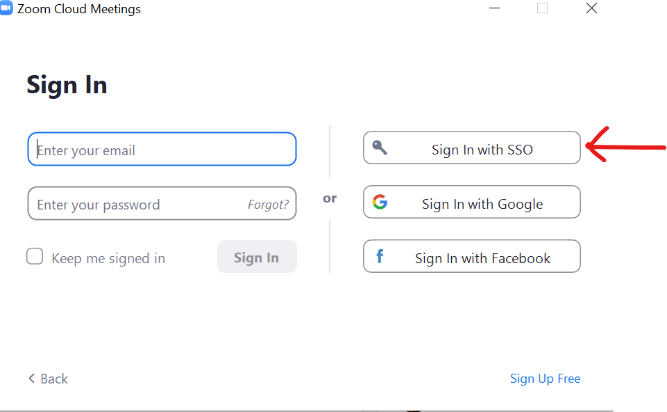 Zoom Cloud Meetings
Sign In
Enter your email
Enter your password
Forgot?
Keep me signed in
Sign In
or
Sign In with SSO
Sign In with Google
Sign In with Facebook
Back
Sign Up Free